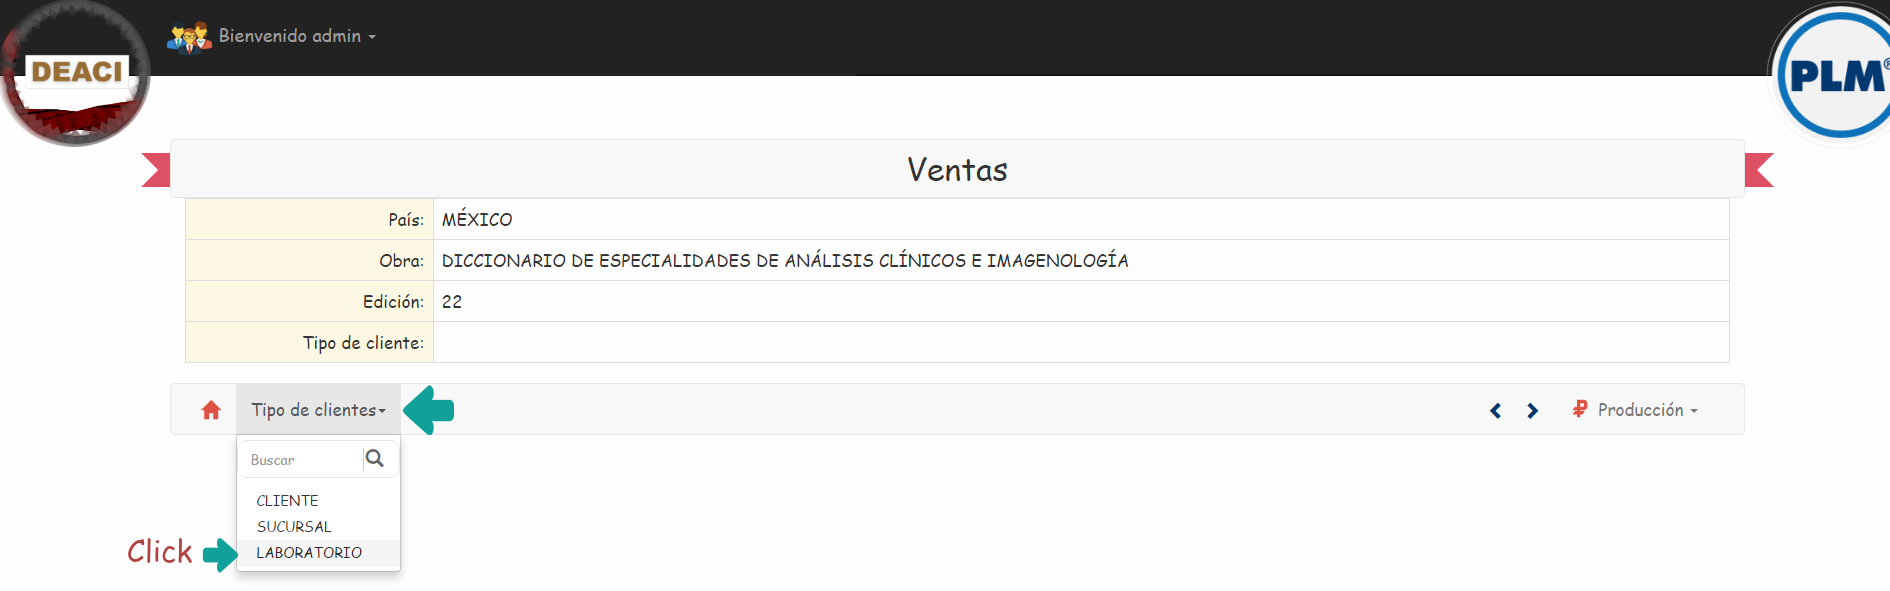 DEACI
Bienvenido admin
PLM®
Ventas
País: MÉXICO
Obra: DICCIONARIO DE ESPECIALIDADES DE ANÁLISIS CLÍNICOS E IMAGENOLOGÍA
Edición: 22
Tipo de cliente:
Tipo de clientes
Producción
Buscar
CLIENTE
SUCURSAL
Click LABORATORIO